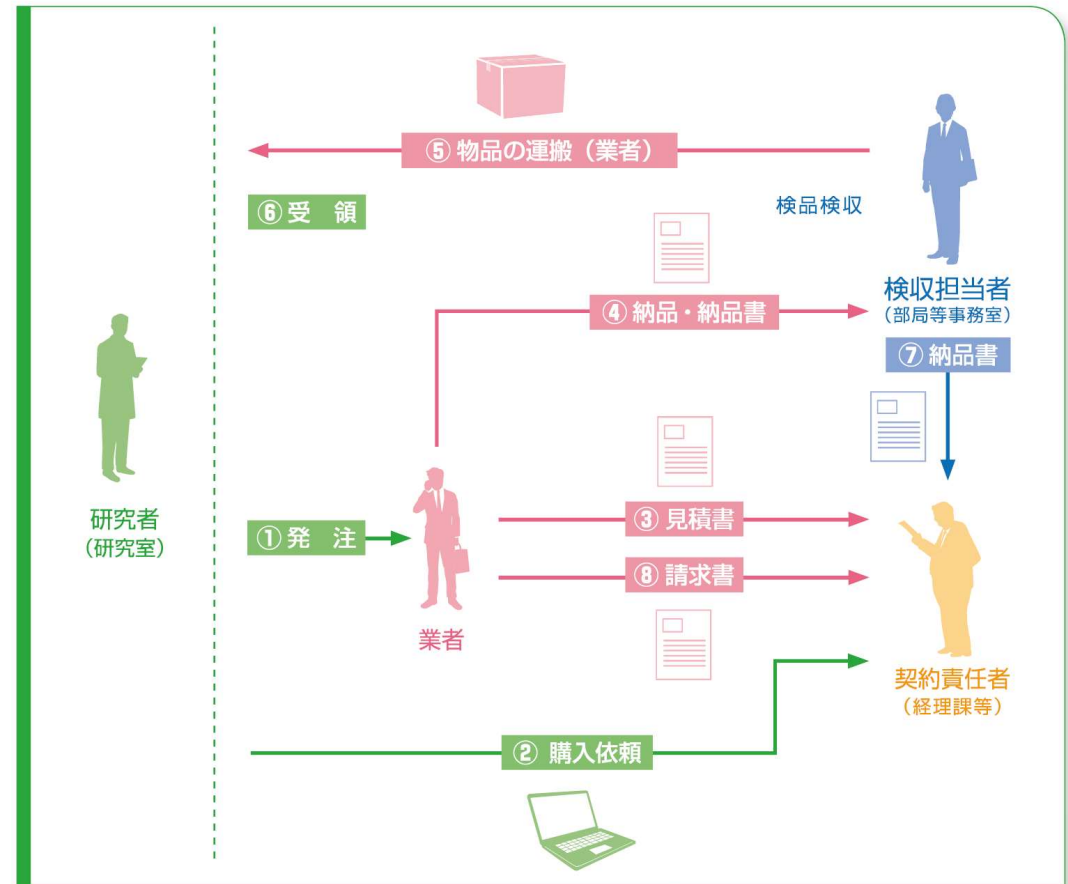 ⑤ 物品の運搬（業者）
⑥ 受　領
検品検収
検収担当者
（部局等事務室）
④ 納品・納品書
⑦ 納品書
研究者
（研究室）
① 発　注
③ 見積書
⑧ 請求書
業者
契約責任者
（経理課等）
② 購入依頼